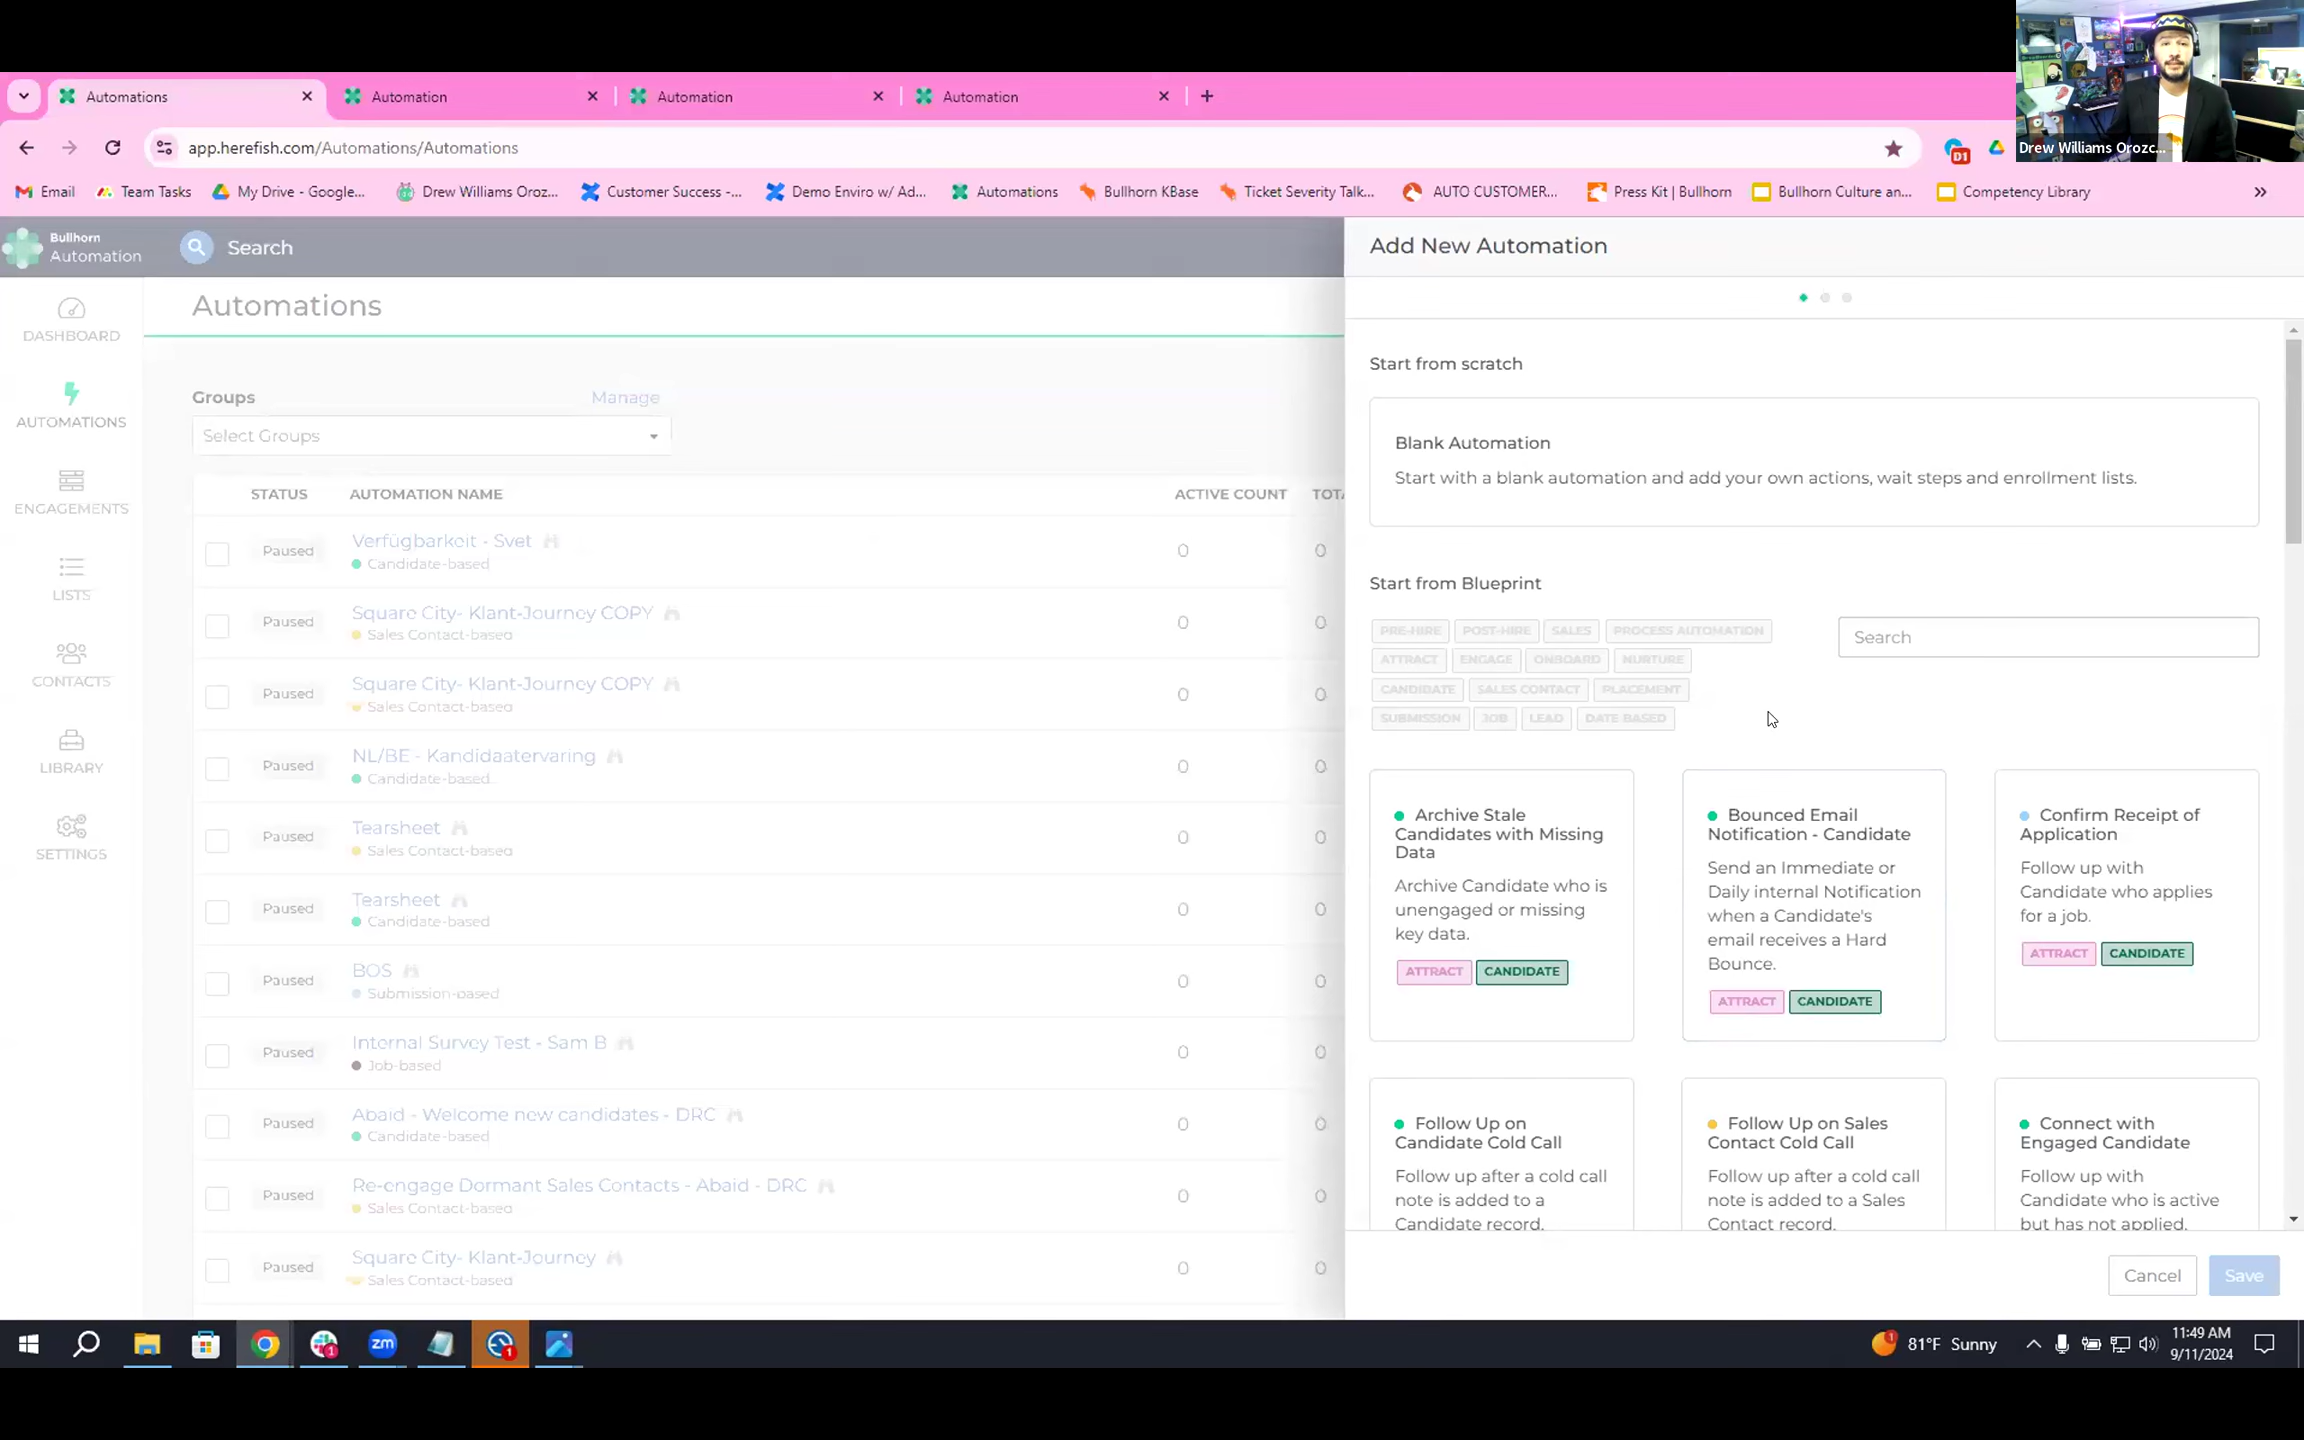 Drew Williams Orozc...
Automations
Automation
Automation
Automation
app.herefish.com/Automations/Automations
D1
Email
Team Tasks
My Drive - Google...
Drew Williams Oroz...
Customer Success -...
Demo Enviro w/ Ad...
Automations
Bullhorn KBase
Ticket Severity Talk...
AUTO CUSTOMER...
Press Kit | Bullhorn
Bullhorn Culture an...
Competency Library
Bullhorn
Automation
Search
DASHBOARD
AUTOMATIONS
ENGAGEMENTS
LISTS
CONTACTS
LIBRARY
SETTINGS
Automations
Groups
Manage
Select Groups
STATUS AUTOMATION NAME ACTIVE COUNT TOTA
Paused Verfügbarkeit - Svet 0 0
Candidate-based
Paused Square City- Klant-Journey COPY 0 0
Sales Contact-based
Paused Square City- Klant-Journey COPY 0 0
Sales Contact-based
Paused NL/BE - Kandidaatervaring 0 0
Candidate-based
Paused Tearsheet 0 0
Sales Contact-based
Paused Tearsheet 0 0
Candidate-based
Paused BOS 0 0
Submission-based
Paused Internal Survey Test - Sam B 0 0
Job-based
Paused Abaid - Welcome new candidates - DRC 0 0
Candidate-based
Paused Re-engage Dormant Sales Contacts - Abaid - DRC 0 0
Sales Contact-based
Paused Square City- Klant-Journey 0 0
Sales Contact-based
Add New Automation
Start from scratch
Blank Automation
Start with a blank automation and add your own actions, wait steps and enrollment lists.
Start from Blueprint
PRE-HIRE POST-HIRE SALES PROCESS AUTOMATION
ATTRACT ENGAGE ONBOARD NURTURE
CANDIDATE SALES CONTACT PLACEMENT
SUBMISSION JOB LEAD DATE BASED
Search
Archive Stale
Candidates with Missing
Data
Archive Candidate who is
unengaged or missing
key data.
ATTRACT CANDIDATE
Bounced Email
Notification - Candidate
Send an Immediate or
Daily internal Notification
when a Candidate's
email receives a Hard
Bounce.
ATTRACT CANDIDATE
Confirm Receipt of
Application
Follow up with
Candidate who applies
for a job.
ATTRACT CANDIDATE
Follow Up on
Candidate Cold Call
Follow up after a cold call
note is added to a
Candidate record.
Follow Up on Sales
Contact Cold Call
Follow up after a cold call
note is added to a Sales
Contact record.
Connect with
Engaged Candidate
Follow up with
Candidate who is active
but has not applied.
Cancel
Save
zm
1
1
1
81°F Sunny
11:49 AM
9/11/2024